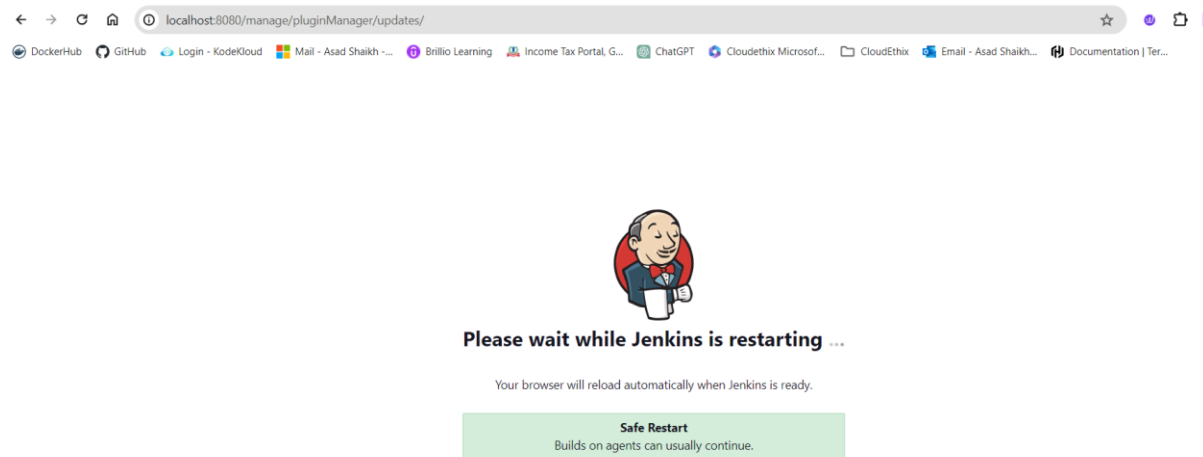 localhost:8080/manage/pluginManager/updates/
DockerHub GitHub Login - KodeKloud Mail - Asad Shaikh -... Brillio Learning Income Tax Portal, G... ChatGPT Cloudethix Microsof... CloudEthix Email - Asad Shaikh... Documentation | Ter...
Please wait while Jenkins is restarting ...
Your browser will reload automatically when Jenkins is ready.
Safe Restart
Builds on agents can usually continue.